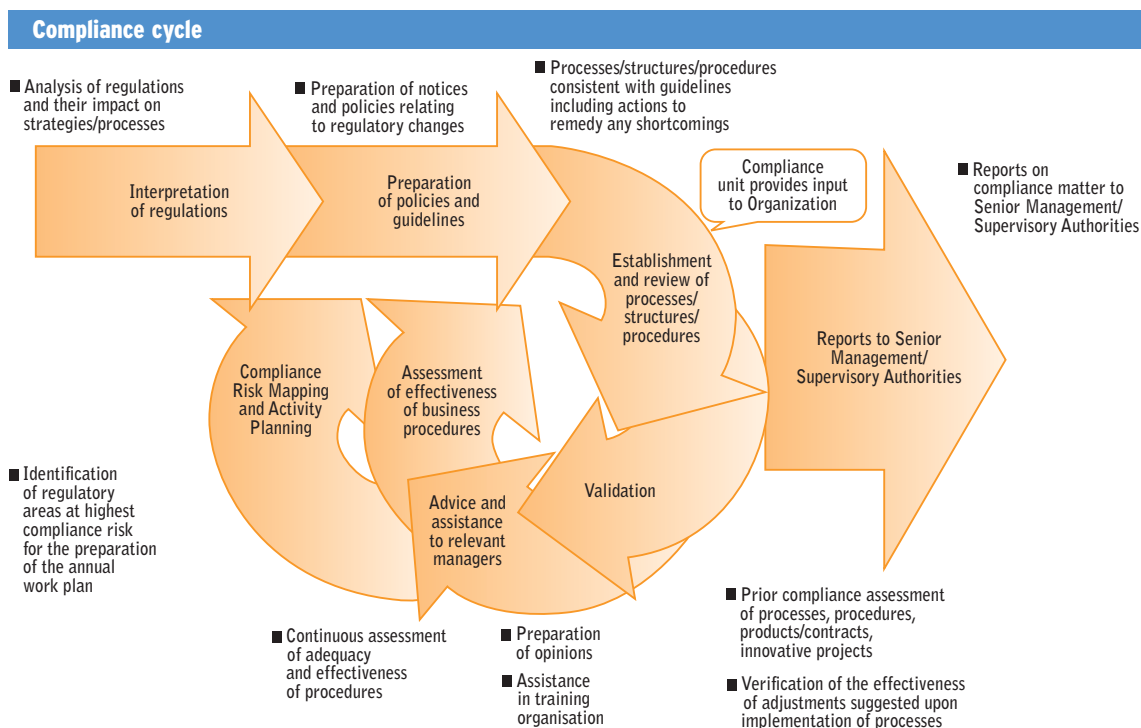 Compliance cycle
■ Analysis of regulations
and their impact on
strategies/processes
■ Preparation of notices
and policies relating
to regulatory changes
■ Processes/structures/procedures
consistent with guidelines
including actions to
remedy any shortcomings
Interpretation
of regulations
Preparation
of policies and
guidelines
Compliance
unit provides input
to Organization
■ Reports on
compliance matter to
Senior Management/
Supervisory Authorities
Establishment
and review of
processes/
structures/
procedures
Reports to Senior
Management/
Supervisory Authorities
Compliance
Risk Mapping
and Activity
Planning
Assessment
of effectiveness
of business
procedures
Validation
Advice and
assistance
to relevant
managers
■ Identification
of regulatory
areas at highest
compliance risk
for the preparation
of the annual
work plan
■ Continuous assessment
of adequacy
and effectiveness
of procedures
■ Preparation
of opinions
■ Assistance
in training
organisation
■ Prior compliance assessment
of processes, procedures,
products/contracts,
innovative projects
■ Verification of the effectiveness
of adjustments suggested upon
implementation of processes